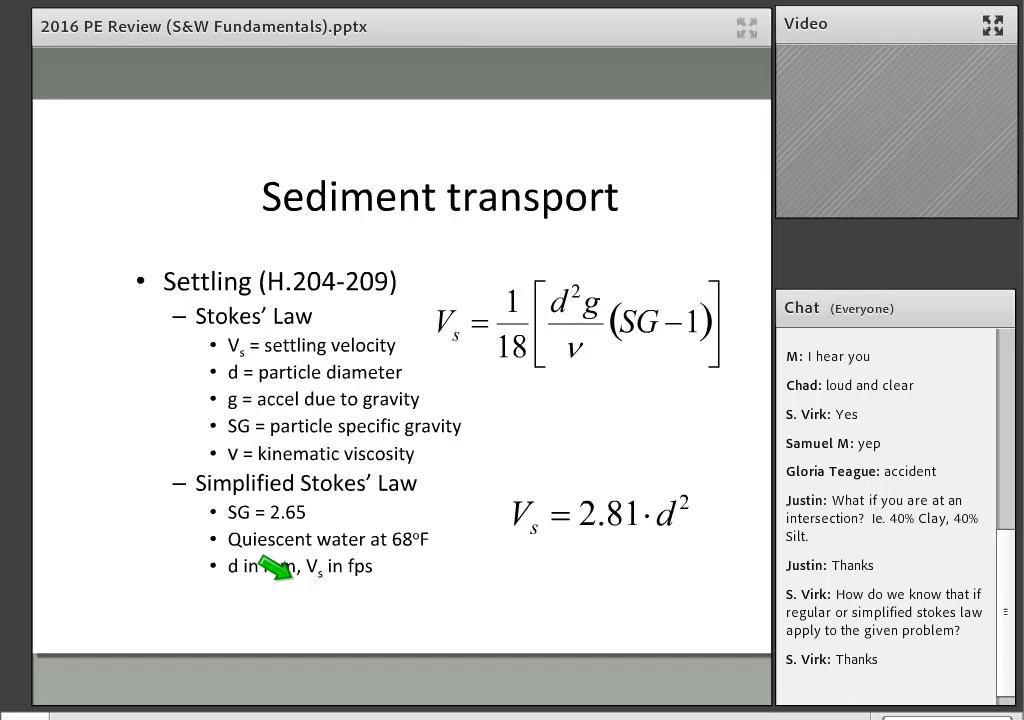 2016 PE Review (S&W Fundamentals).pptx
Sediment transport
• Settling (H.204-209)
– Stokes’ Law
• Vs = settling velocity
• d = particle diameter
• g = accel due to gravity
• SG = particle specific gravity
• ν = kinematic viscosity
– Simplified Stokes’ Law
• SG = 2.65
• Quiescent water at 68°F
• d in mm, Vs in fps
Vs = 1/18 [d²g/ν (SG − 1)]
Vs = 2.81 · d²
Video
Chat (Everyone)
M: I hear you
Chad: loud and clear
S. Virk: Yes
Samuel M: yep
Gloria Teague: accident
Justin: What if you are at an
intersection? Ie. 40% Clay, 40%
Silt.
Justin: Thanks
S. Virk: How do we know that if
regular or simplified stokes law
apply to the given problem?
S. Virk: Thanks